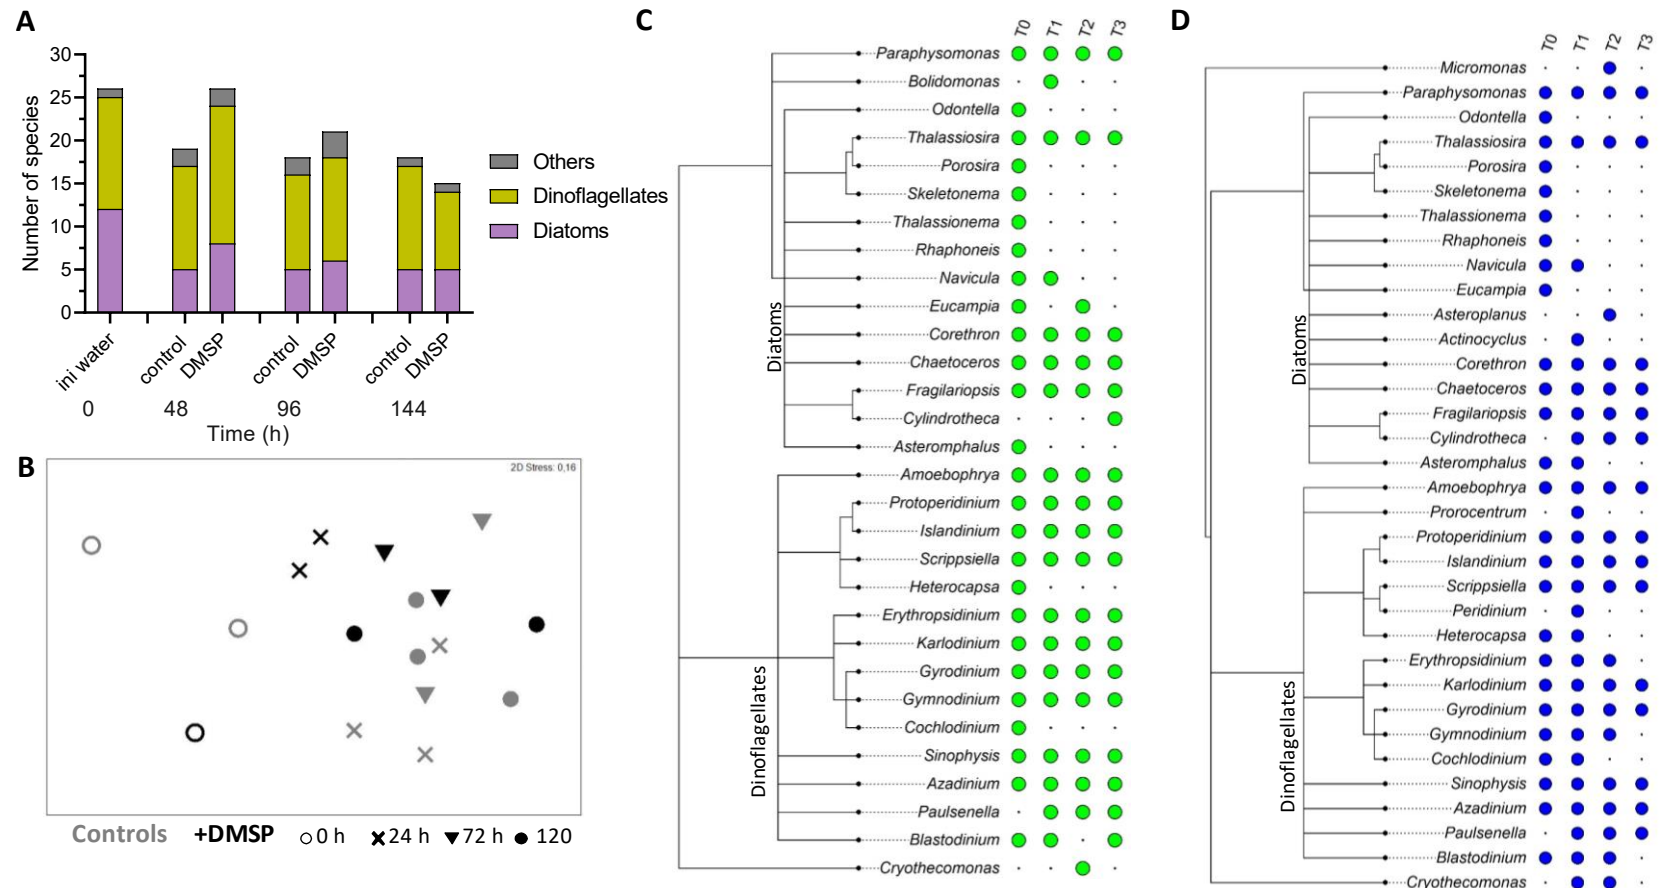 A
30
25
20
15
10
5
0
Number of species
ini water
control
DMSP
control
DMSP
control
DMSP
0 48 96 144
Time (h)
Others
Dinoflagellates
Diatoms
B
2D Stress: 0,16
Controls +DMSP 0 h 24 h 72 h 120
C
T0 T1 T2 T3
Paraphysomonas
Bolidomonas
Odontella
Thalassiosira
Porosira
Skeletonema
Thalassionema
Rhaphoneis
Navicula
Eucampia
Corethron
Chaetoceros
Fragilariopsis
Cylindrotheca
Asteromphalus
Amoebophrya
Protoperidinium
Islandinium
Scrippsiella
Heterocapsa
Erythropsidinium
Karlodinium
Gyrodinium
Gymnodinium
Cochlodinium
Sinophysis
Azadinium
Paulsenella
Blastodinium
Cryothecomonas
Diatoms
Dinoflagellates
D
T0 T1 T2 T3
Micromonas
Paraphysomonas
Odontella
Thalassiosira
Porosira
Skeletonema
Thalassionema
Rhaphoneis
Navicula
Eucampia
Asteroplanus
Actinocyclus
Corethron
Chaetoceros
Fragilariopsis
Cylindrotheca
Asteromphalus
Amoebophrya
Prorocentrum
Protoperidinium
Islandinium
Scrippsiella
Peridinium
Heterocapsa
Erythropsidinium
Karlodinium
Gyrodinium
Gymnodinium
Cochlodinium
Sinophysis
Azadinium
Paulsenella
Blastodinium
Cryothecomonas
Diatoms
Dinoflagellates